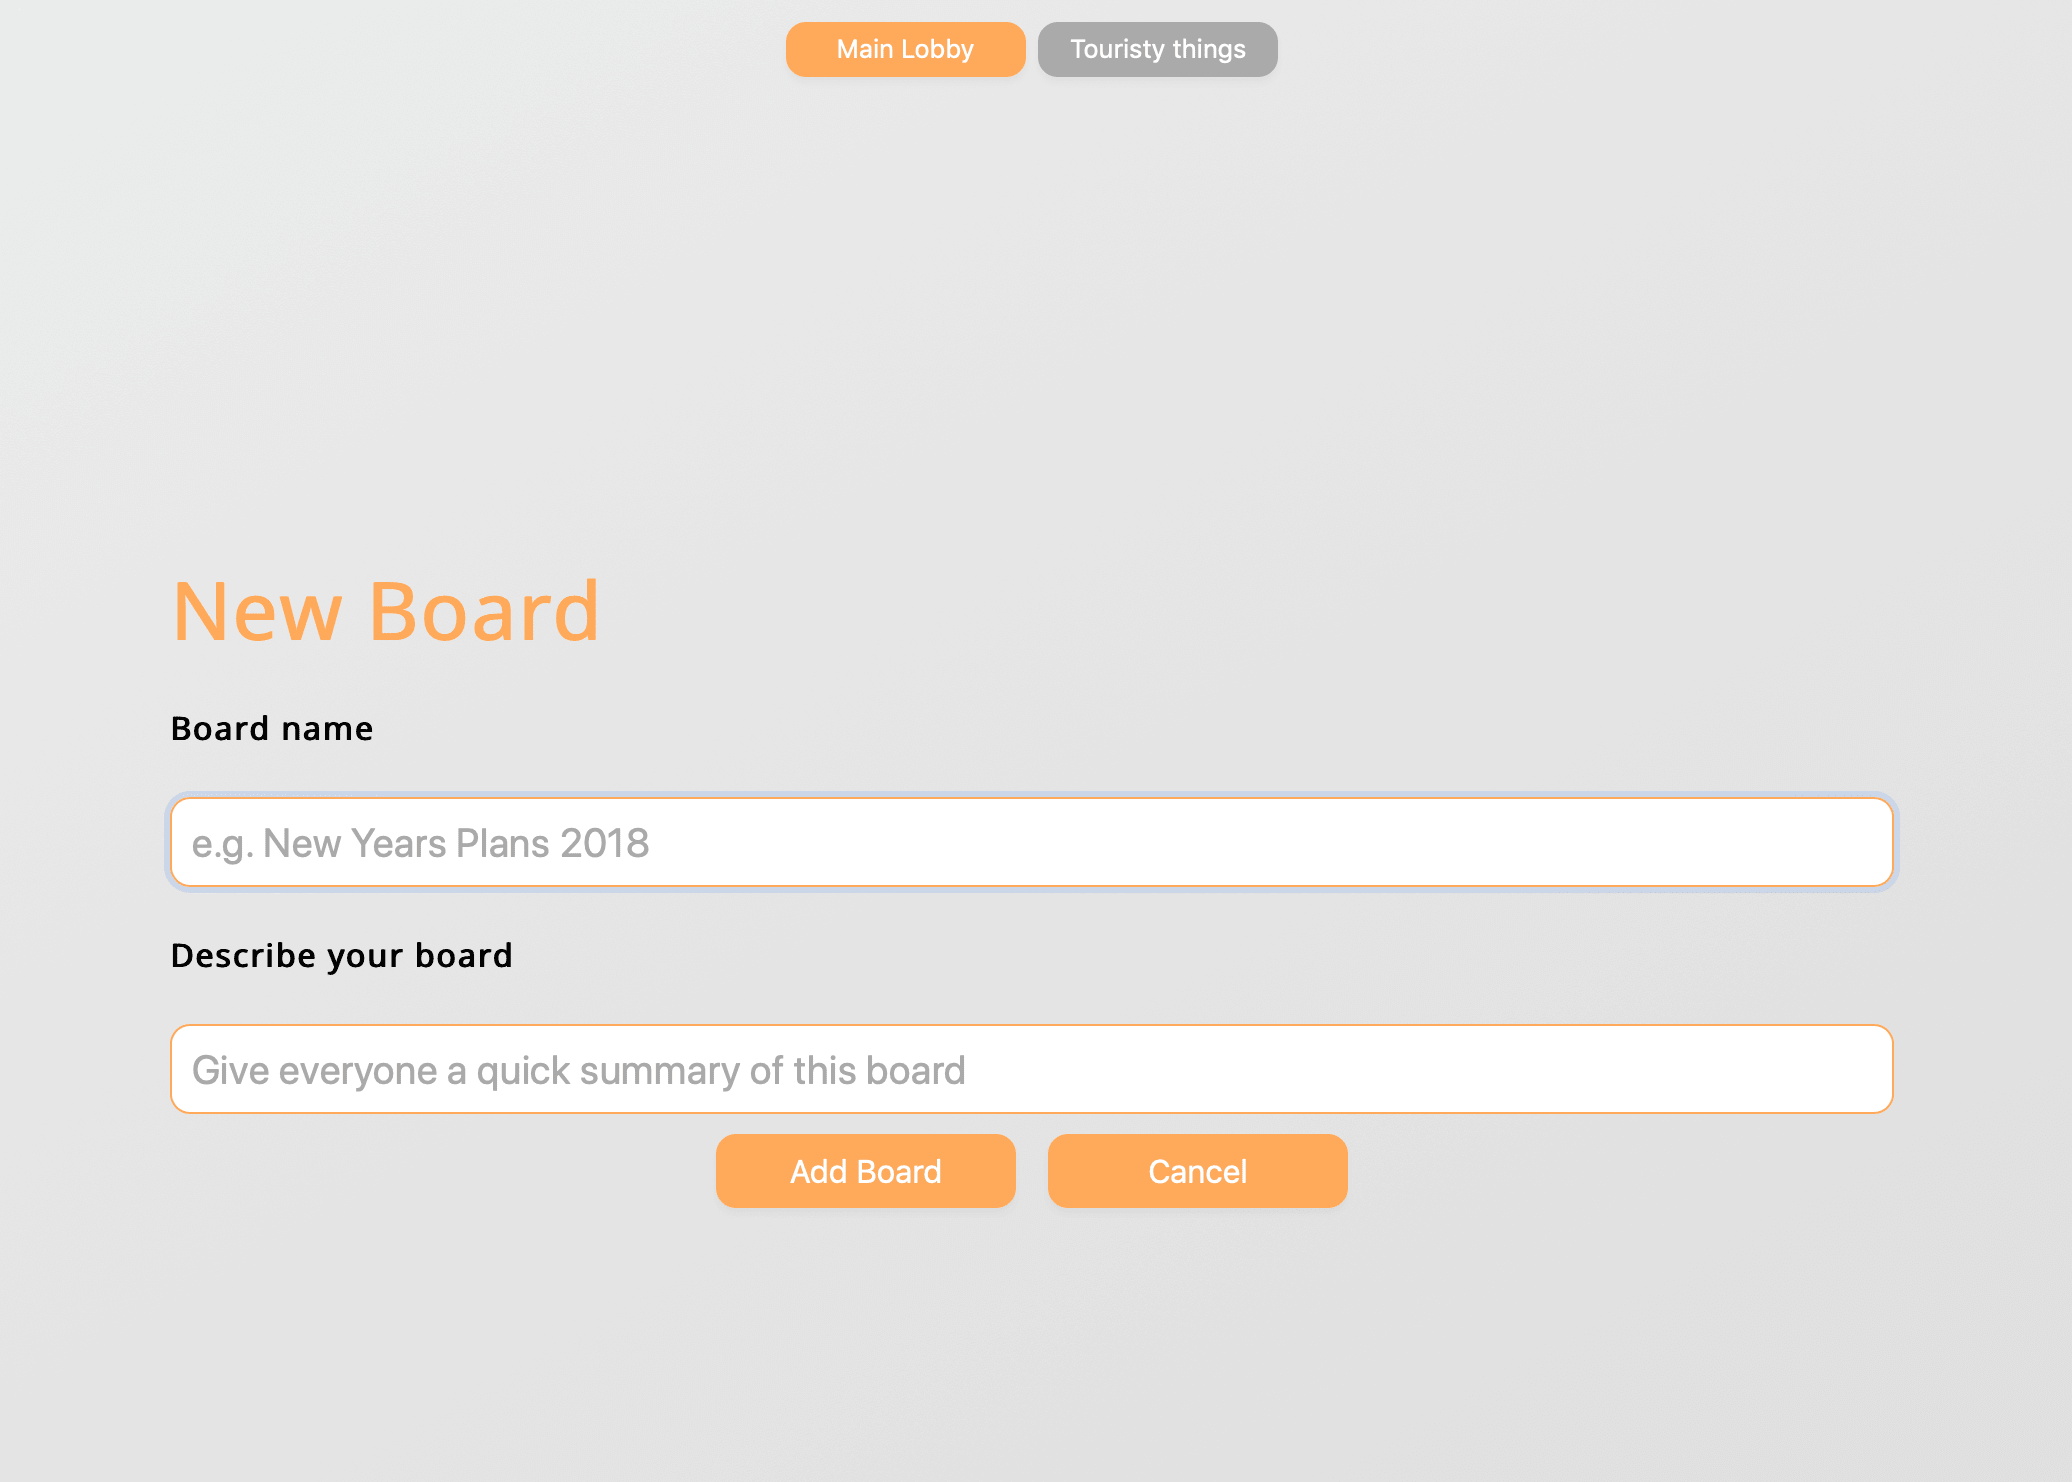 Main Lobby Touristy things
New Board
Board name
e.g. New Years Plans 2018
Describe your board
Give everyone a quick summary of this board
Add Board Cancel